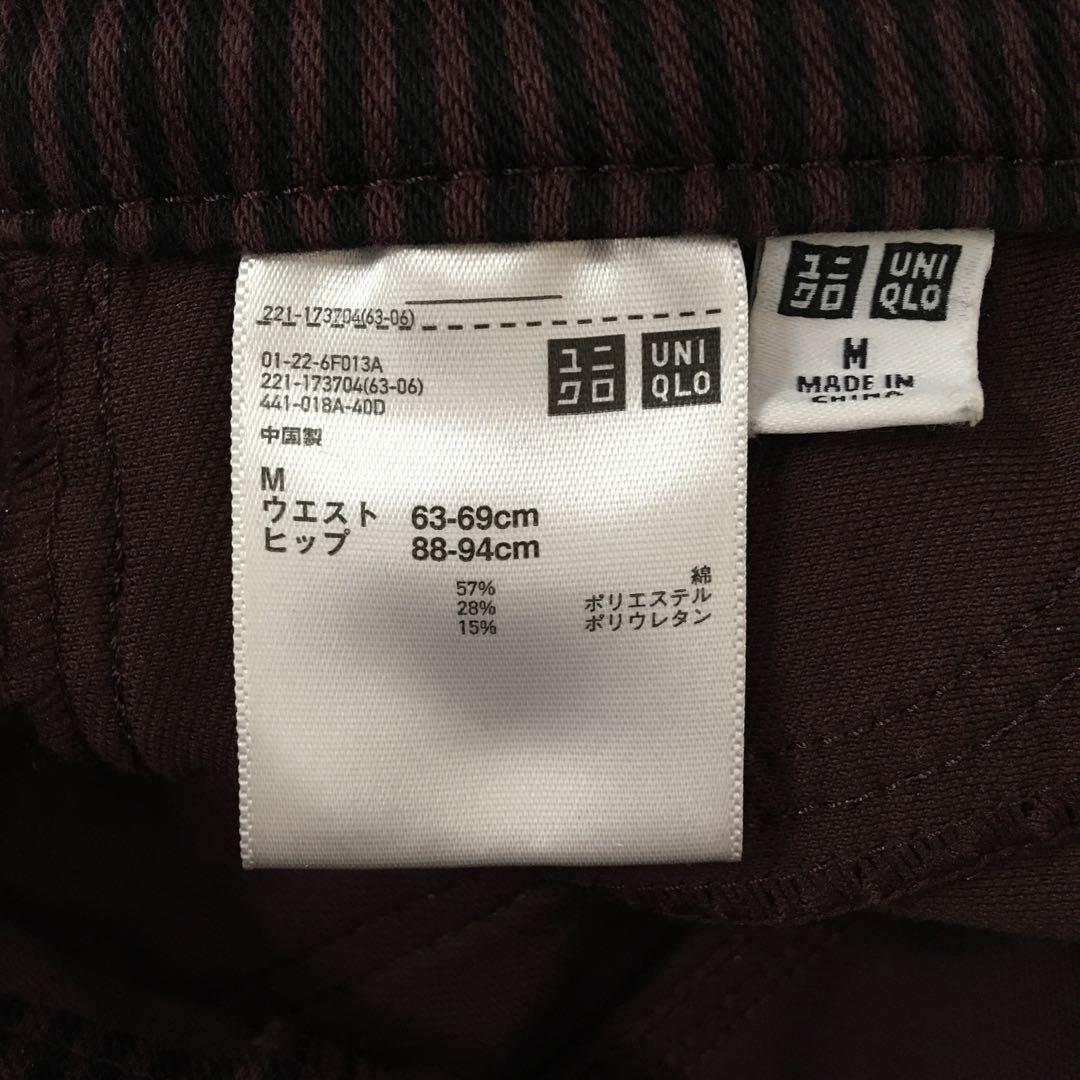 221-173704(63-06)
01-22-6F013A
221-173704(63-06)
441-018A-40D
中国製
ユニ
クロ
UNI
QLO
M
ウエスト 63-69cm
ヒップ 88-94cm
57% 綿
28% ポリエステル
15% ポリウレタン
ユニ
クロ
UNI
QLO
M
MADE IN